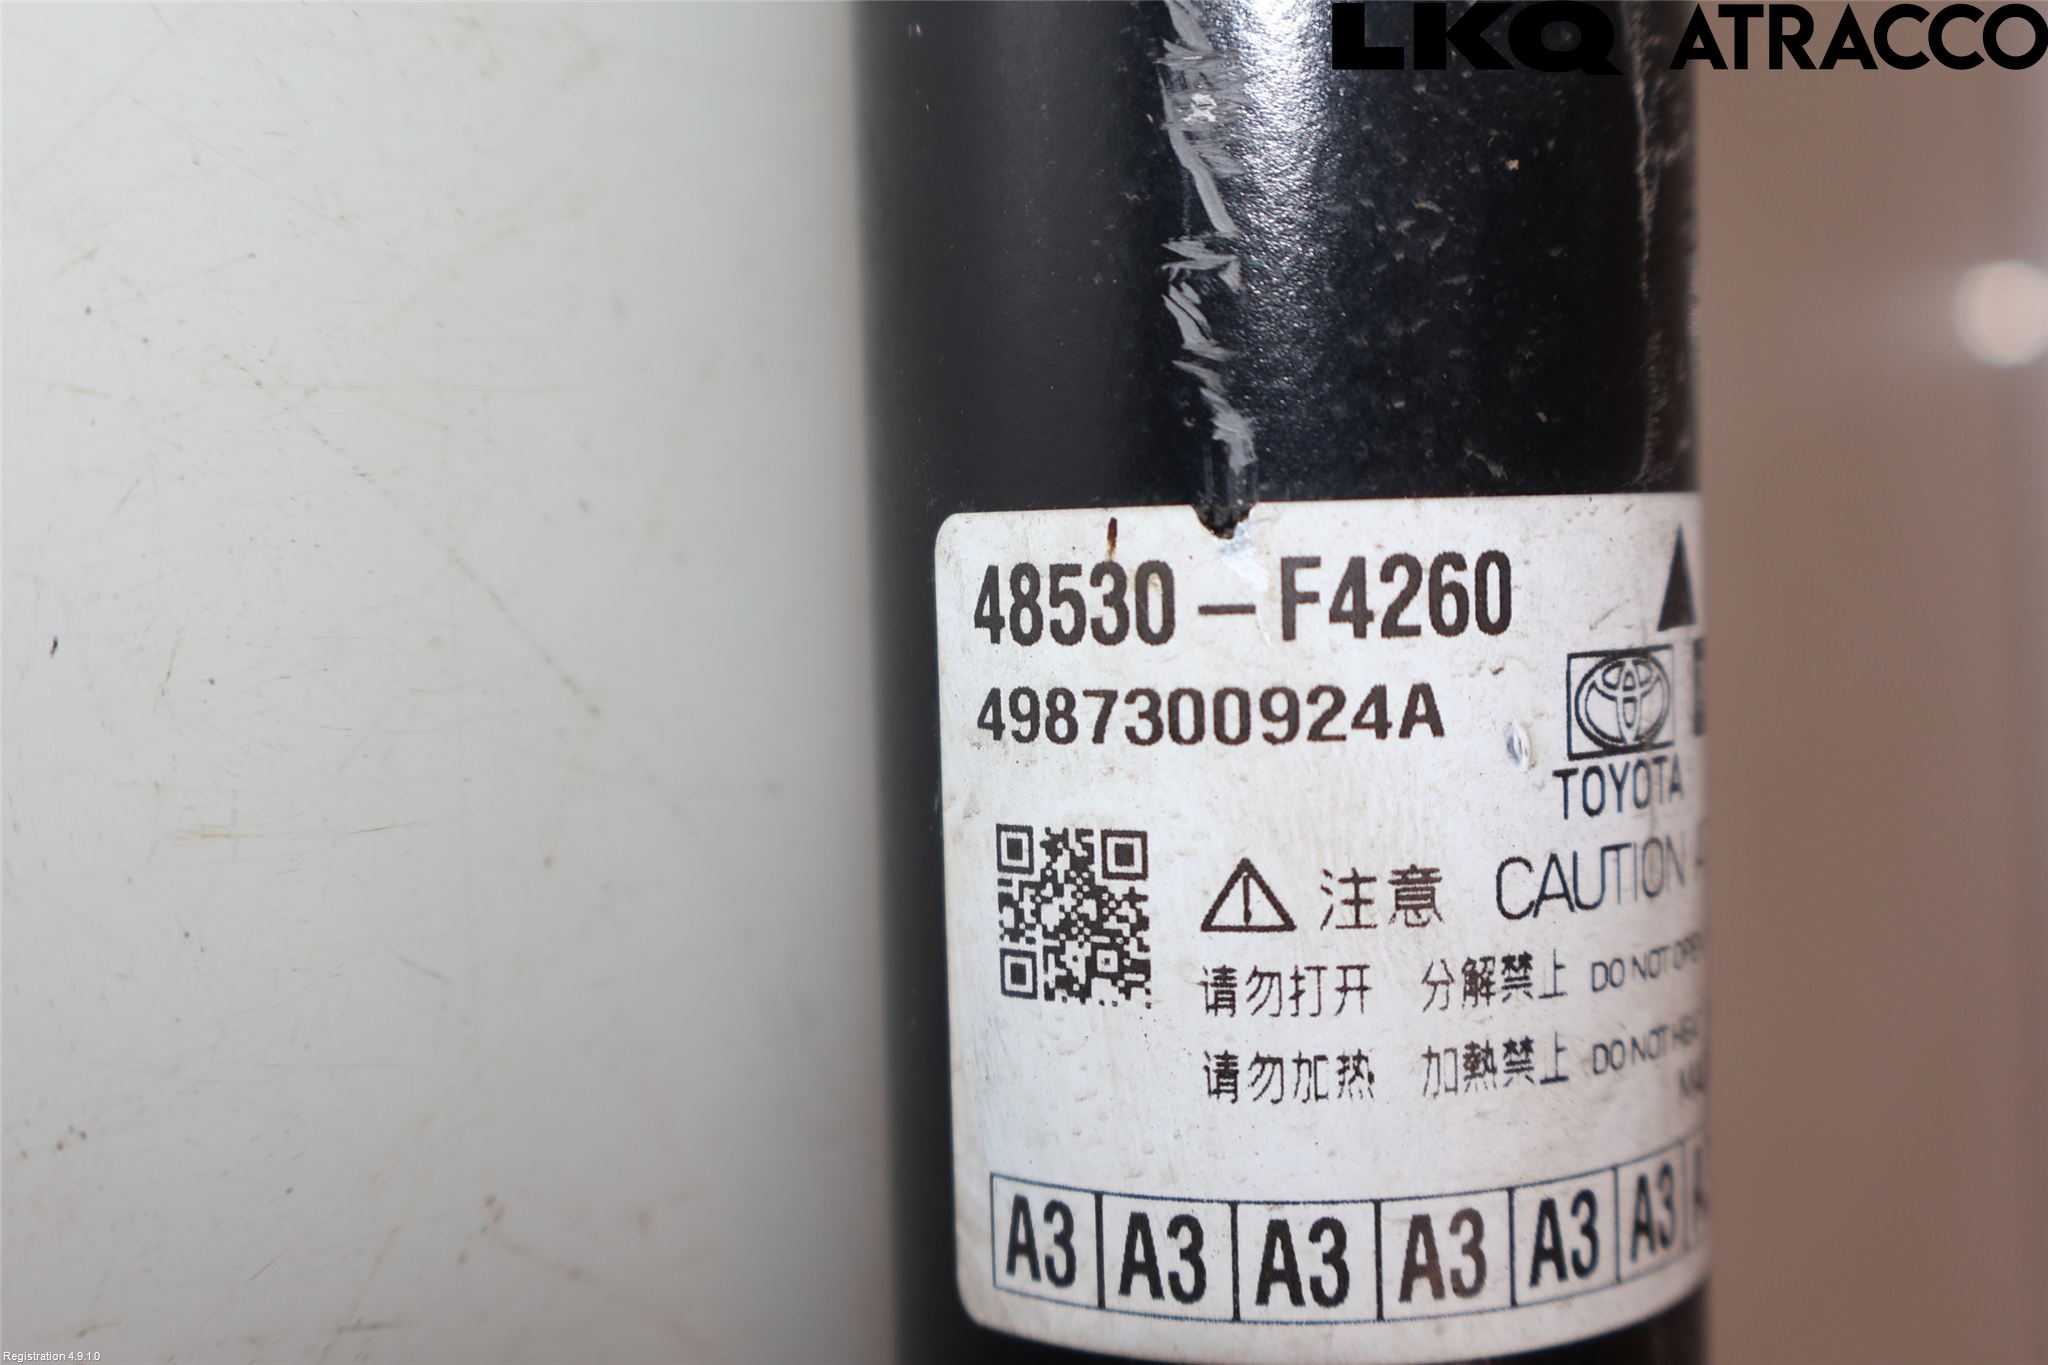 LKQ ATRACCO
48530-F4260
4987300924A
TOYOTA
注意 CAUTION
请勿打开 分解禁止 DO NOT OPEN
请勿加热 加熱禁止 DO NOT HEAT
A3 A3 A3 A3 A3 A3
Registration 4.9.1.0